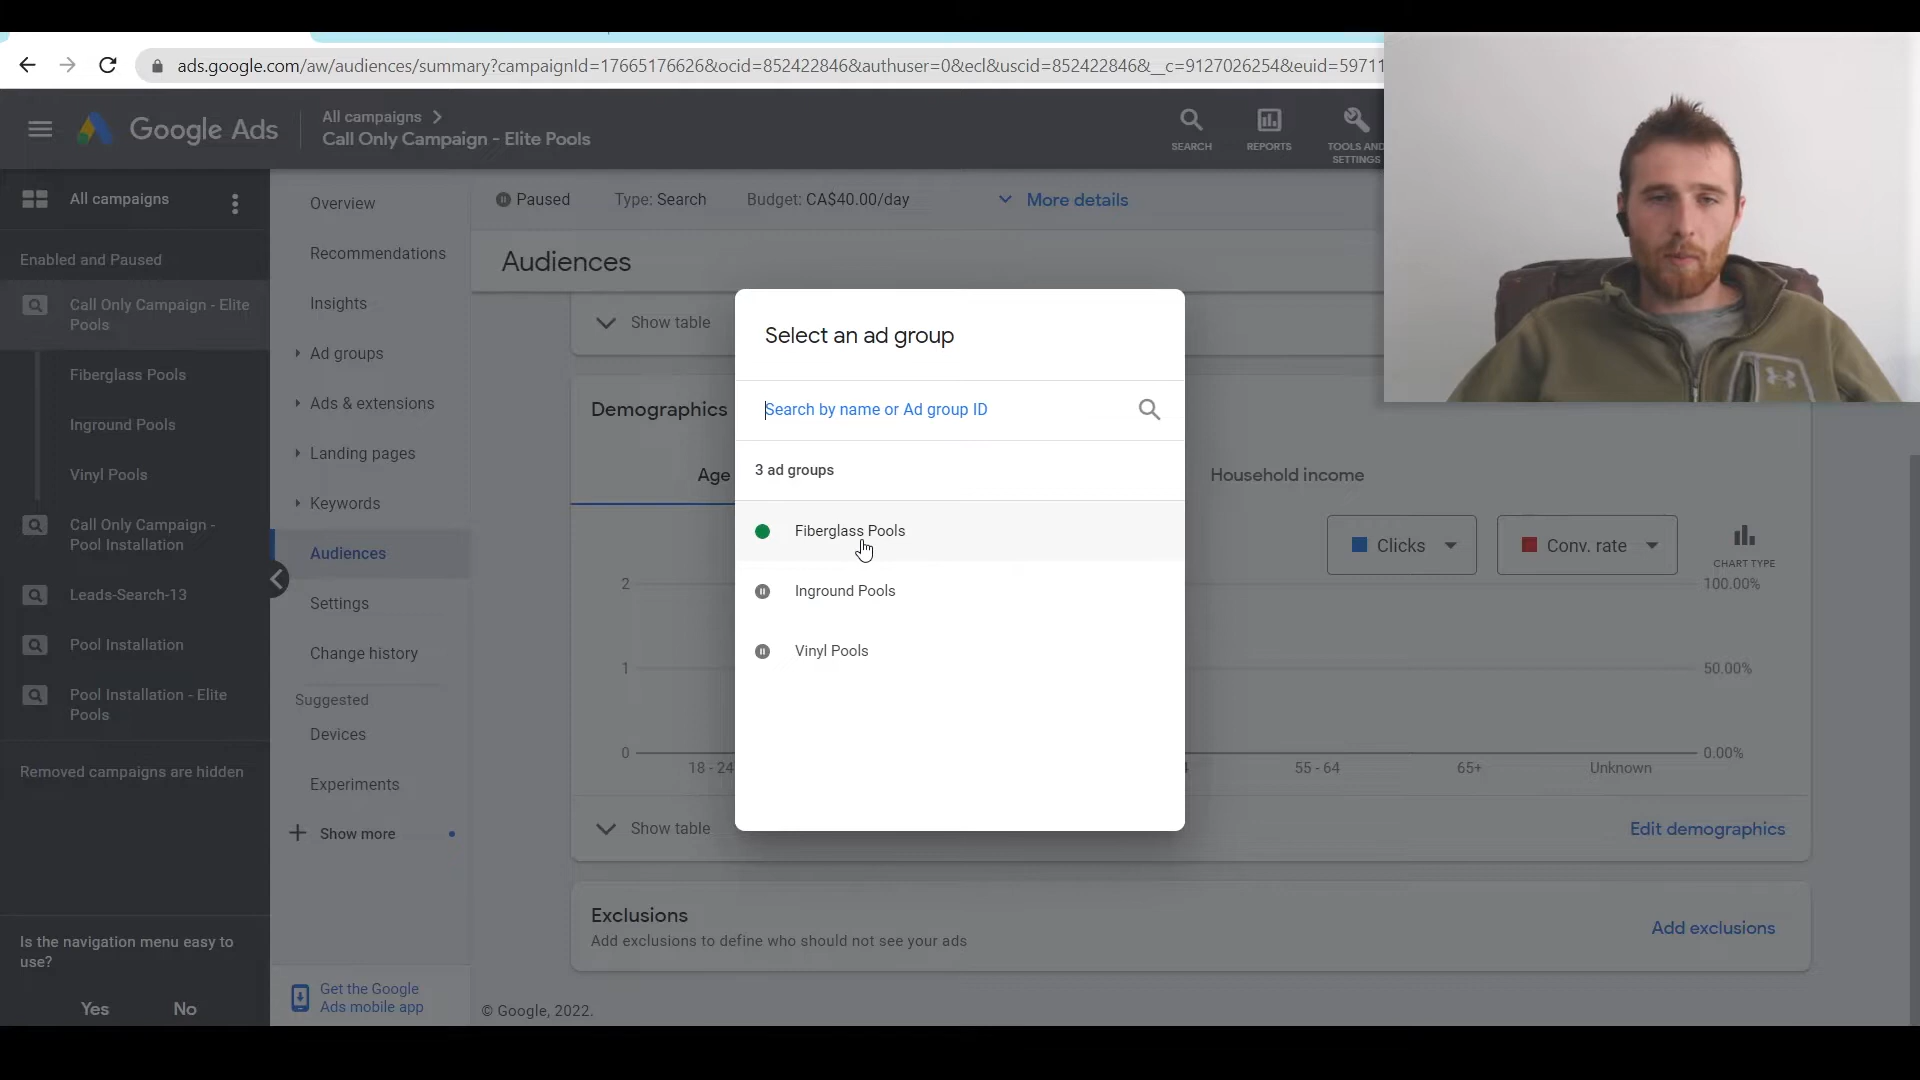 ads.google.com/aw/audiences/summary?campaignId=17665176626&ocid=852422846&authuser=0&ecl&uscid=852422846&__c=9127026254&euid=59711
Google Ads
All campaigns
Call Only Campaign - Elite Pools
SEARCH
REPORTS
TOOLS AND
SETTINGS
All campaigns
Enabled and Paused
Call Only Campaign - Elite
Pools
Fiberglass Pools
Inground Pools
Vinyl Pools
Call Only Campaign -
Pool Installation
Leads-Search-13
Pool Installation
Pool Installation - Elite
Pools
Removed campaigns are hidden
Is the navigation menu easy to
use?
Yes
No
Overview
Recommendations
Insights
Ad groups
Ads & extensions
Landing pages
Keywords
Audiences
Settings
Change history
Suggested
Devices
Experiments
Show more
Get the Google
Ads mobile app
Paused
Type: Search
Budget: CA$40.00/day
More details
Audiences
Show table
Demographics
Age
Household income
Clicks
Conv. rate
CHART TYPE
2
100.00%
1
50.00%
0
0.00%
18 - 24
55 - 64
65+
Unknown
Show table
Edit demographics
Exclusions
Add exclusions to define who should not see your ads
Add exclusions
© Google, 2022.
Select an ad group
Search by name or Ad group ID
3 ad groups
Fiberglass Pools
Inground Pools
Vinyl Pools